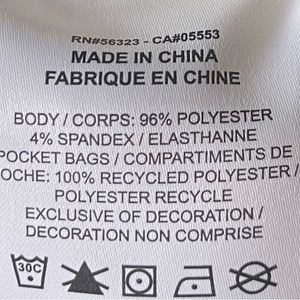 RN#56323 - CA#05553
MADE IN CHINA
FABRIQUE EN CHINE
BODY / CORPS: 96% POLYESTER
4% SPANDEX / ELASTHANNE
POCKET BAGS / COMPARTIMENTS DE
OCHE: 100% RECYCLED POLYESTER /
POLYESTER RECYCLE
EXCLUSIVE OF DECORATION /
DECORATION NON COMPRISE
30C